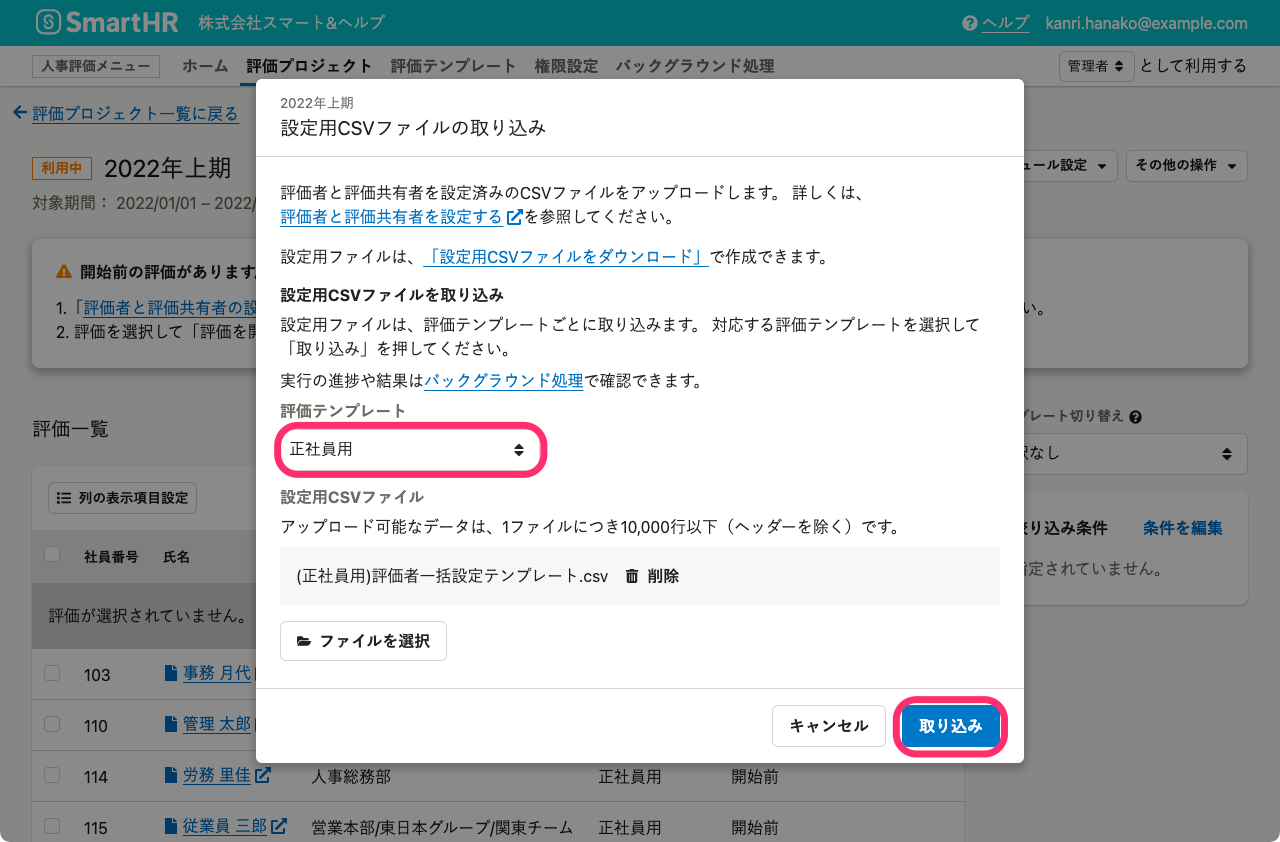 SmartHR 株式会社スマート&ヘルプ ヘルプ kanri.hanako@example.com
人事評価メニュー ホーム 評価プロジェクト 評価テンプレート 権限設定 バックグラウンド処理 管理者 として利用する
評価プロジェクト一覧に戻る
利用中 2022年上期
ュール設定 その他の操作
対象期間： 2022/01/01 – 2022/
開始前の評価があります
1.「評価者と評価共有者の設
い。
2. 評価を選択して「評価を開
評価一覧
プレート切り替え
択なし
列の表示項目設定
絞り込み条件 条件を編集
指定されていません。
社員番号 氏名
評価が選択されていません。
103 事務 月代
110 管理 太郎
114 労務 里佳 人事総務部 正社員用 開始前
115 従業員 三郎 営業本部/東日本グループ/関東チーム 正社員用 開始前
2022年上期
設定用CSVファイルの取り込み
評価者と評価共有者を設定済みのCSVファイルをアップロードします。 詳しくは、
評価者と評価共有者を設定するを参照してください。
設定用ファイルは、「設定用CSVファイルをダウンロード」で作成できます。
設定用CSVファイルを取り込み
設定用ファイルは、評価テンプレートごとに取り込みます。 対応する評価テンプレートを選択して
「取り込み」を押してください。
実行の進捗や結果はバックグラウンド処理で確認できます。
評価テンプレート
正社員用
設定用CSVファイル
アップロード可能なデータは、1ファイルにつき10,000行以下（ヘッダーを除く）です。
(正社員用)評価者一括設定テンプレート.csv 削除
ファイルを選択
キャンセル 取り込み